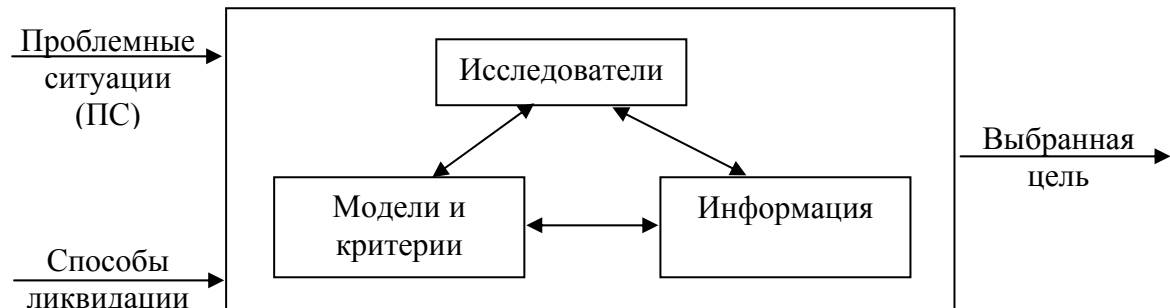 Проблемные
ситуации
(ПС)
Исследователи
Выбранная
цель
Модели и
критерии
Информация
Способы
ликвидации